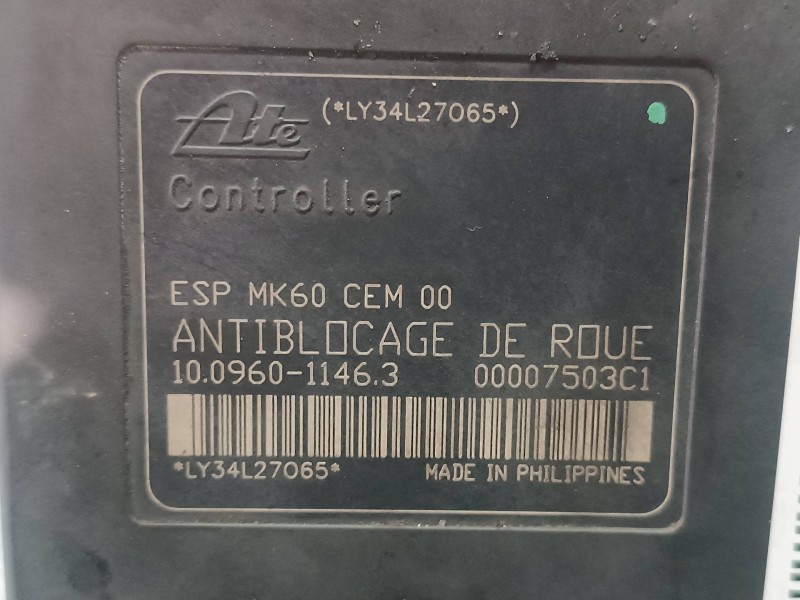 Ate (*LY34L27065*)
Controller
ESP MK60 CEM 00
ANTIBLOCAGE DE ROUE
10.0960-1146.3 00007503C1
*LY34L27065* MADE IN PHILIPPINES